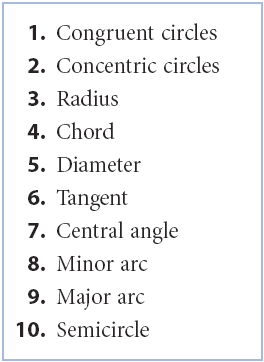 1. Congruent circles
2. Concentric circles
3. Radius
4. Chord
5. Diameter
6. Tangent
7. Central angle
8. Minor arc
9. Major arc
10. Semicircle